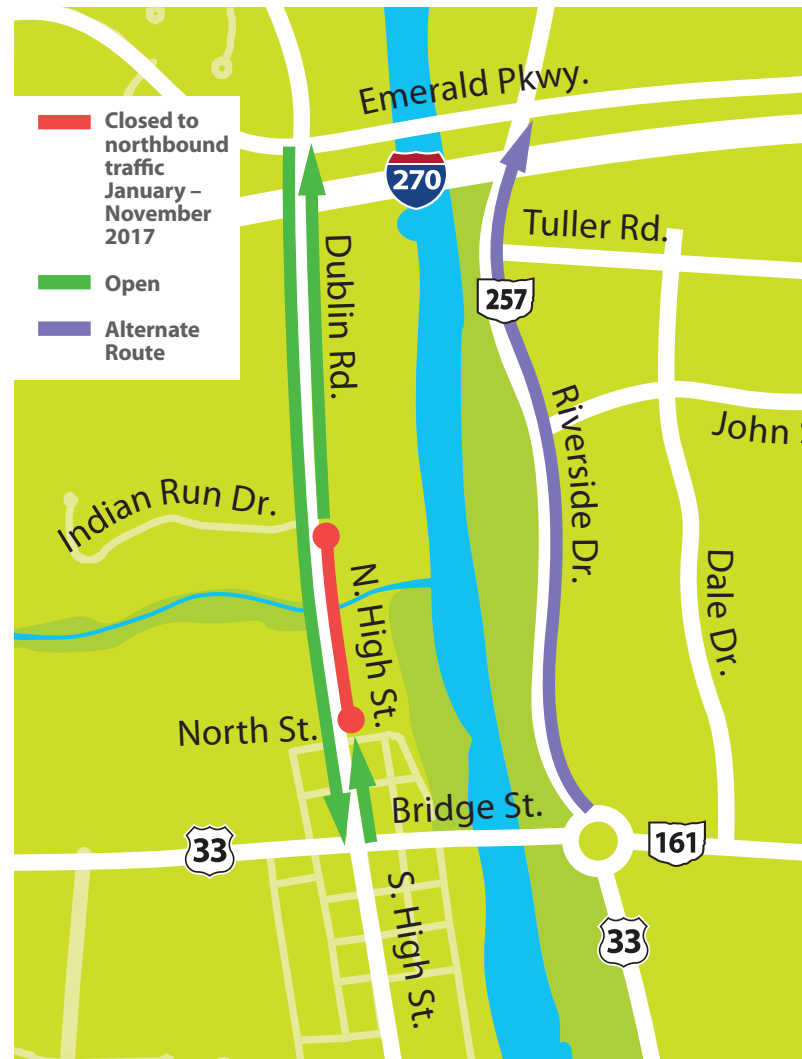 Emerald Pkwy.
Closed to
northbound
traffic
January –
November
2017
Open
Alternate
Route
270
Tuller Rd.
257
Dublin Rd.
Riverside Dr.
John S
Indian Run Dr.
N. High St.
Dale Dr.
North St.
Bridge St.
33
161
S. High St.
33